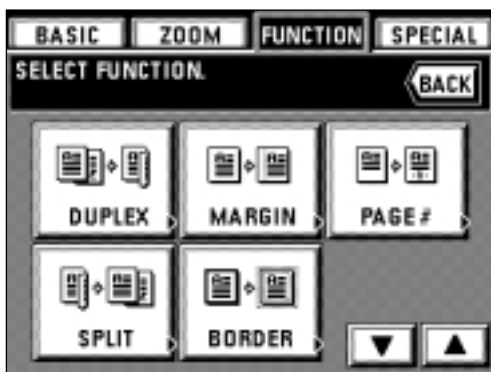 BASIC ZOOM FUNCTION SPECIAL
SELECT FUNCTION.
BACK
DUPLEX MARGIN PAGE #
SPLIT BORDER